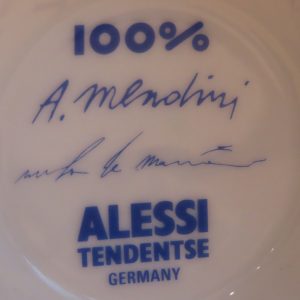 100%
A. Mendini
ALESSI
TENDENTSE
GERMANY